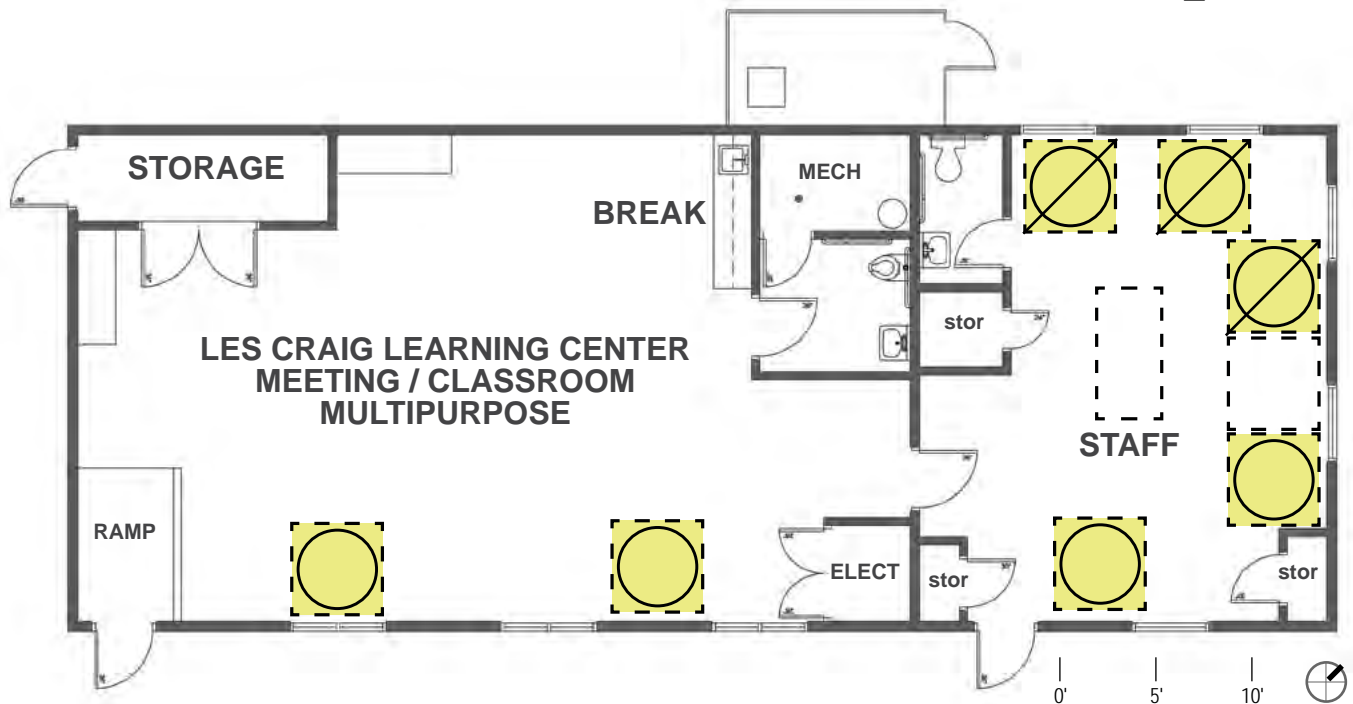 STORAGE
MECH
BREAK
stor
LES CRAIG LEARNING CENTER
MEETING / CLASSROOM
MULTIPURPOSE
STAFF
RAMP
ELECT
stor
stor
0'
5'
10'